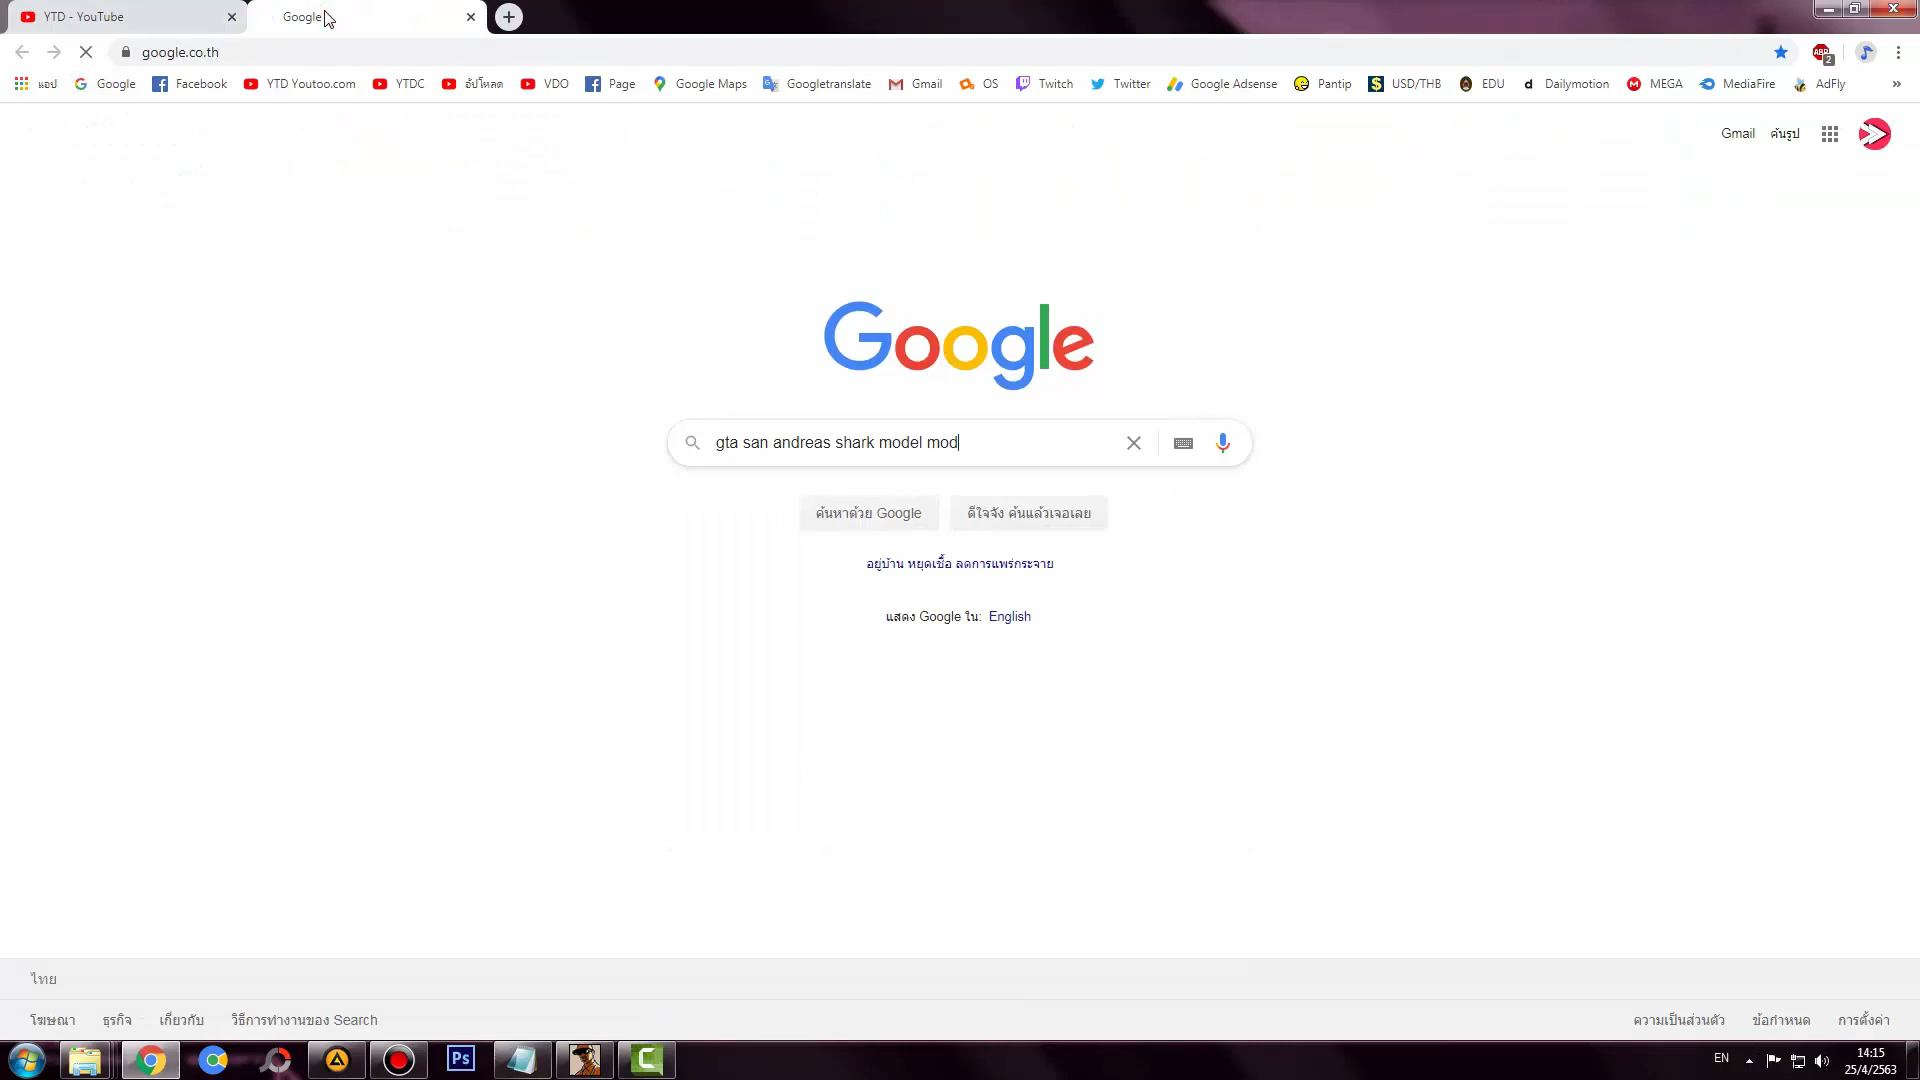 YTD - YouTube
Google
google.co.th
ABP
2
แอป Google Facebook YTD Youtoo.com YTDC อัปโหลด VDO Page Google Maps Googletranslate Gmail OS Twitch Twitter Google Adsense Pantip USD/THB EDU Dailymotion MEGA MediaFire AdFly »
Gmail ค้นรูป
Google
gta san andreas shark model mod
ค้นหาด้วย Google
ดีใจจัง ค้นแล้วเจอเลย
อยู่บ้าน หยุดเชื้อ ลดการแพร่กระจาย
แสดง Google ใน: English
ไทย
โฆษณา ธุรกิจ เกี่ยวกับ วิธีการทำงานของ Search
ความเป็นส่วนตัว ข้อกำหนด การตั้งค่า
Ps
EN
14:15
25/4/2563